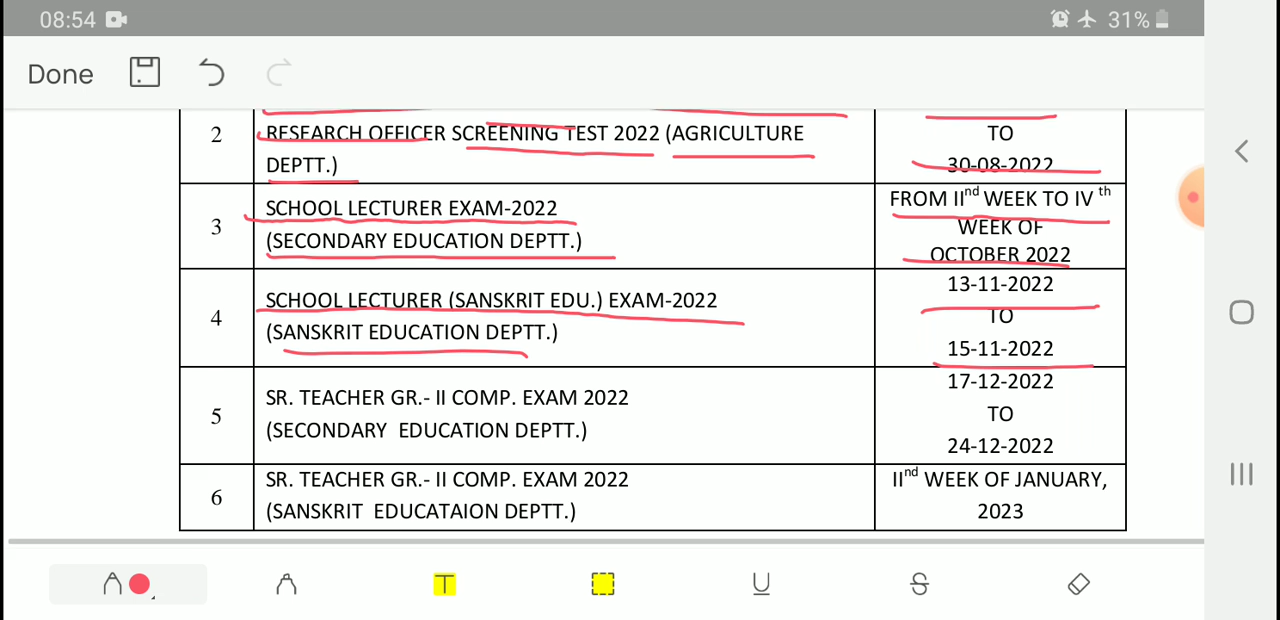 08:54
31%
Done
2
RESEARCH OFFICER SCREENING TEST 2022 (AGRICULTURE
DEPTT.)
TO
30-08-2022
3
SCHOOL LECTURER EXAM-2022
(SECONDARY EDUCATION DEPTT.)
FROM IInd WEEK TO IV th
WEEK OF
OCTOBER 2022
4
SCHOOL LECTURER (SANSKRIT EDU.) EXAM-2022
(SANSKRIT EDUCATION DEPTT.)
13-11-2022
TO
15-11-2022
5
SR. TEACHER GR.- II COMP. EXAM 2022
(SECONDARY EDUCATION DEPTT.)
17-12-2022
TO
24-12-2022
6
SR. TEACHER GR.- II COMP. EXAM 2022
(SANSKRIT EDUCATAION DEPTT.)
IInd WEEK OF JANUARY,
2023
T
U
S